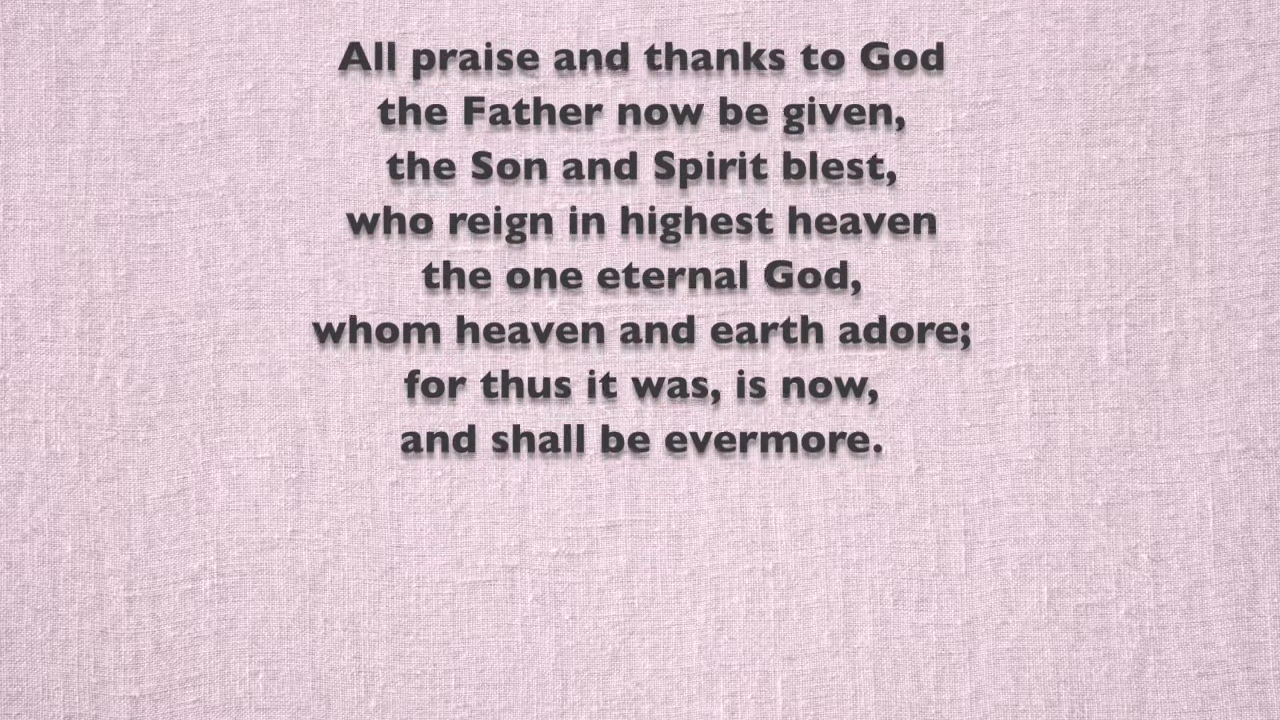 All praise and thanks to God
the Father now be given,
the Son and Spirit blest,
who reign in highest heaven
the one eternal God,
whom heaven and earth adore;
for thus it was, is now,
and shall be evermore.